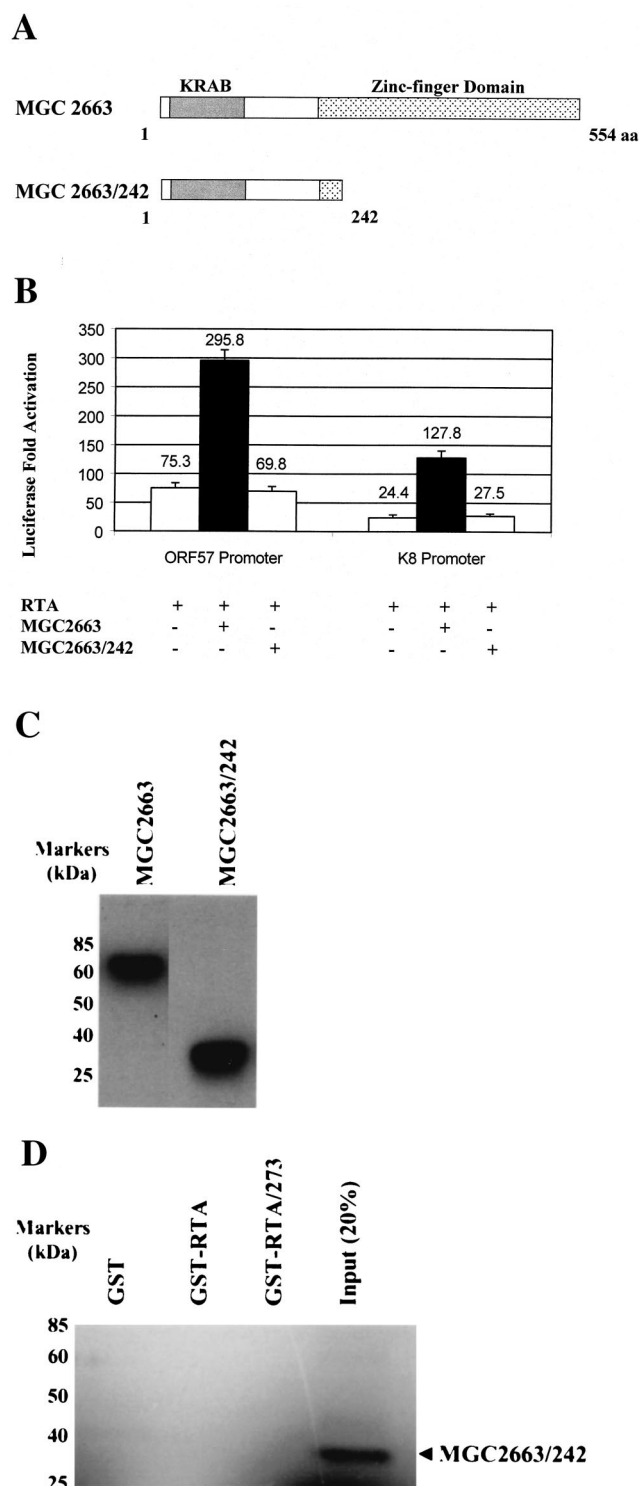 A
KRAB Zinc-finger Domain
MGC 2663
1 554 aa
MGC 2663/242
1 242
B
Luciferase Fold Activation
350
300
250
200
150
100
50
0
75.3 295.8 69.8 24.4 127.8 27.5
ORF57 Promoter K8 Promoter
RTA + + + + + +
MGC2663 - + - - + -
MGC2663/242 - - + - - +
C
Markers
(kDa)
MGC2663
MGC2663/242
85
60
50
40
25
D
Markers
(kDa)
GST
GST-RTA
GST-RTA/273
Input (20%)
85
60
50
40
25
MGC2663/242